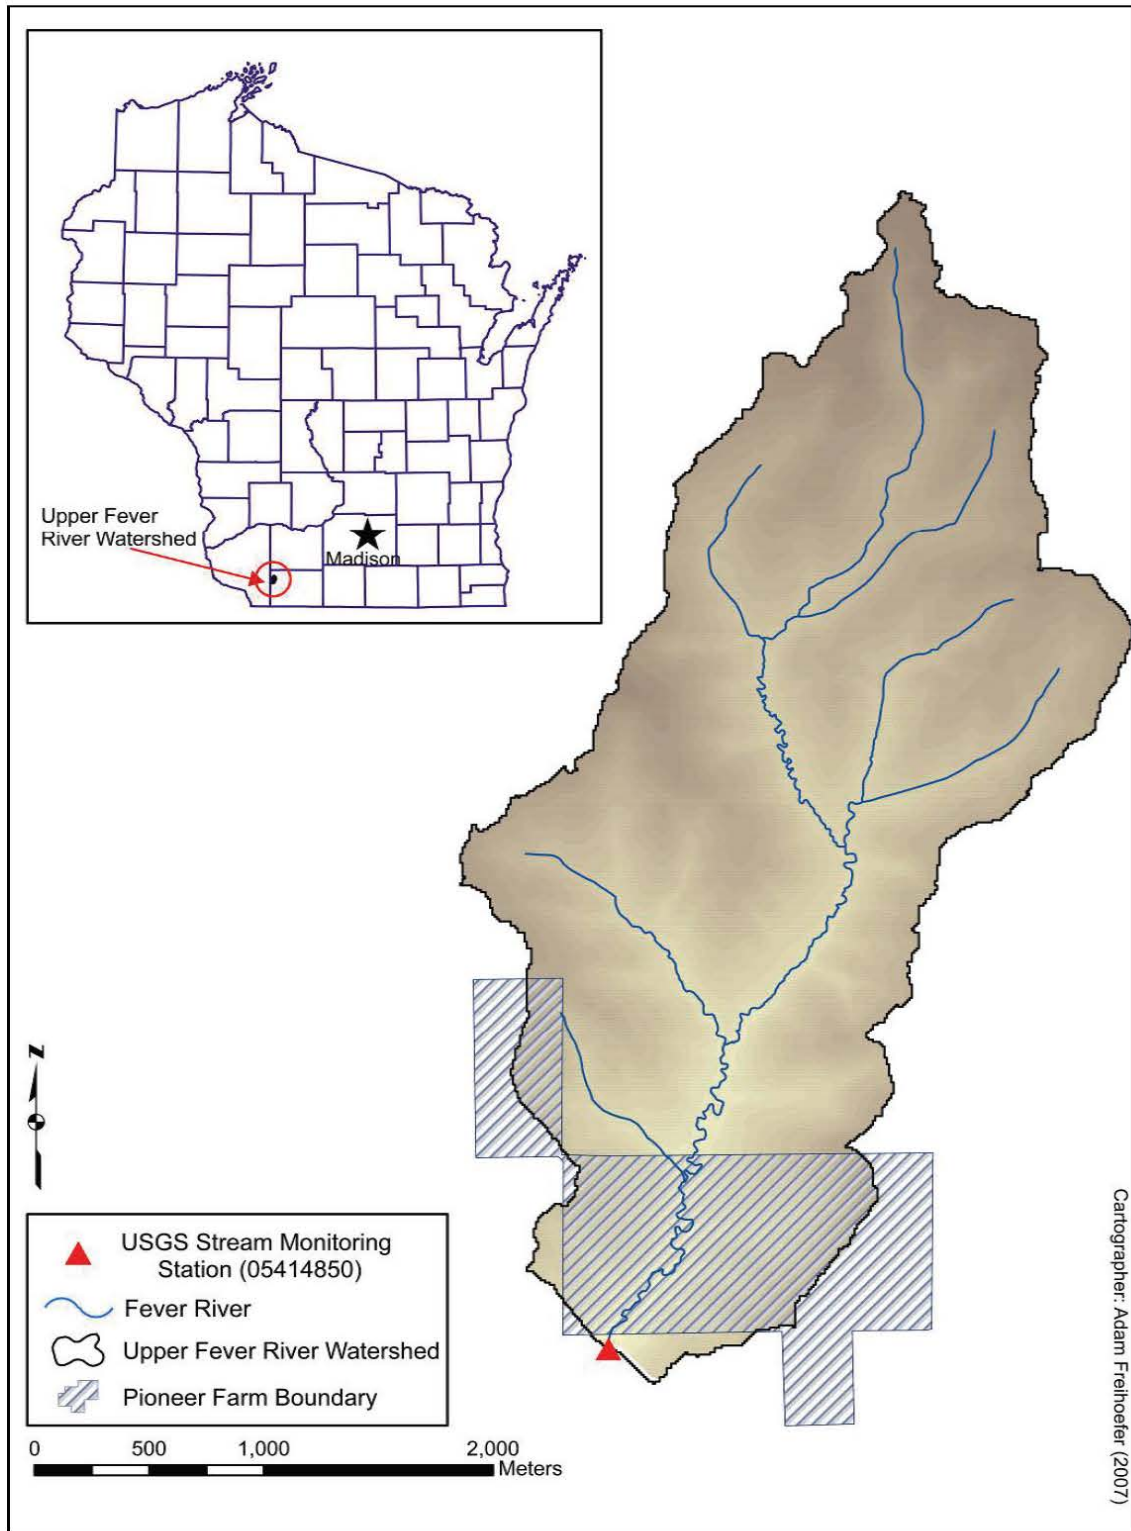 Upper Fever
River Watershed
Madison
N
USGS Stream Monitoring
Station (05414850)
Fever River
Upper Fever River Watershed
Pioneer Farm Boundary
0 500 1,000 2,000
Meters
Cartographer: Adam Freihoefer (2007)